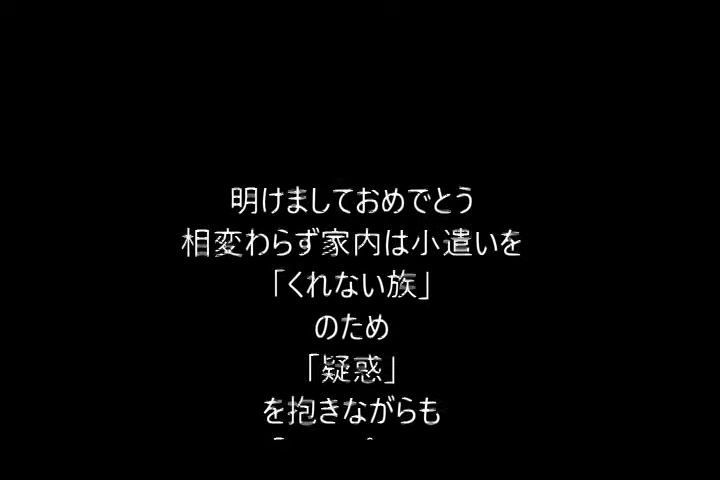 明けましておめでとう
相変わらず家内は小遣いを
「くれない族」
のため
「疑惑」
を抱きながらも